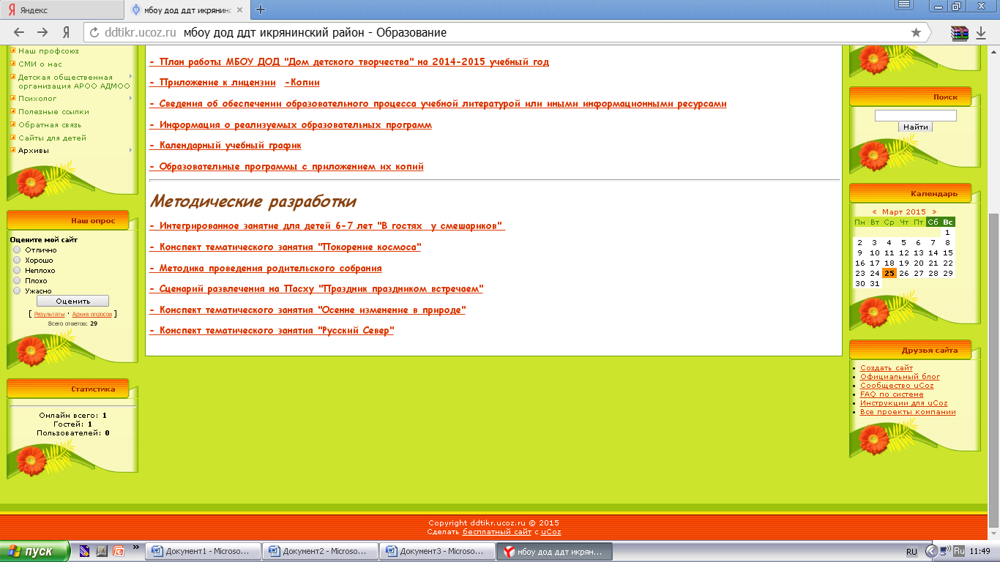 Яндекс
мбоу дод ддт икрянинс
ddtikr.ucoz.ru мбоу дод ддт икрянинский район - Образование
Наш профсоюз
СМИ о нас
Детская общественная
организация АРОО АДМОО
Психолог
Полезные ссылки
Обратная связь
Сайты для детей
Архивы
Наш опрос
Оцените мой сайт
Отлично
Хорошо
Неплохо
Плохо
Ужасно
Оценить
[ Результаты · Архив опросов ]
Всего ответов: 29
Статистика
Онлайн всего: 1
Гостей: 1
Пользователей: 0
- План работы МБОУ ДОД "Дом детского творчества" на 2014-2015 учебный год
- Приложение к лицензии -Копии
- Сведения об обеспечении образовательного процесса учебной литературой или иными информационными ресурсами
- Информация о реализуемых образовательных программ
- Календарный учебный график
- Образовательные программы с приложением их копий
Методические разработки
- Интегрированное занятие для детей 6-7 лет "В гостях у смешариков"
- Конспект тематического занятия "Покорение космоса"
- Методика проведения родительского собрания
- Сценарий развлечения на Пасху "Праздник праздником встречаем"
- Конспект тематического занятия "Осенне изменение в природе"
- Конспект тематического занятия "Русский Север"
Поиск
Найти
Календарь
« Март 2015 »
Пн Вт Ср Чт Пт Сб Вс
1
2 3 4 5 6 7 8
9 10 11 12 13 14 15
16 17 18 19 20 21 22
23 24 25 26 27 28 29
30 31
Друзья сайта
Создать сайт
Официальный блог
Сообщество uCoz
FAQ по системе
Инструкции для uCoz
Все проекты компании
Copyright ddtikr.ucoz.ru © 2015
Сделать бесплатный сайт с uCoz
пуск
Документ1 - Microso...
Документ2 - Microso...
Документ3 - Microso...
мбоу дод ддт икрян...
RU
Ru
11:49